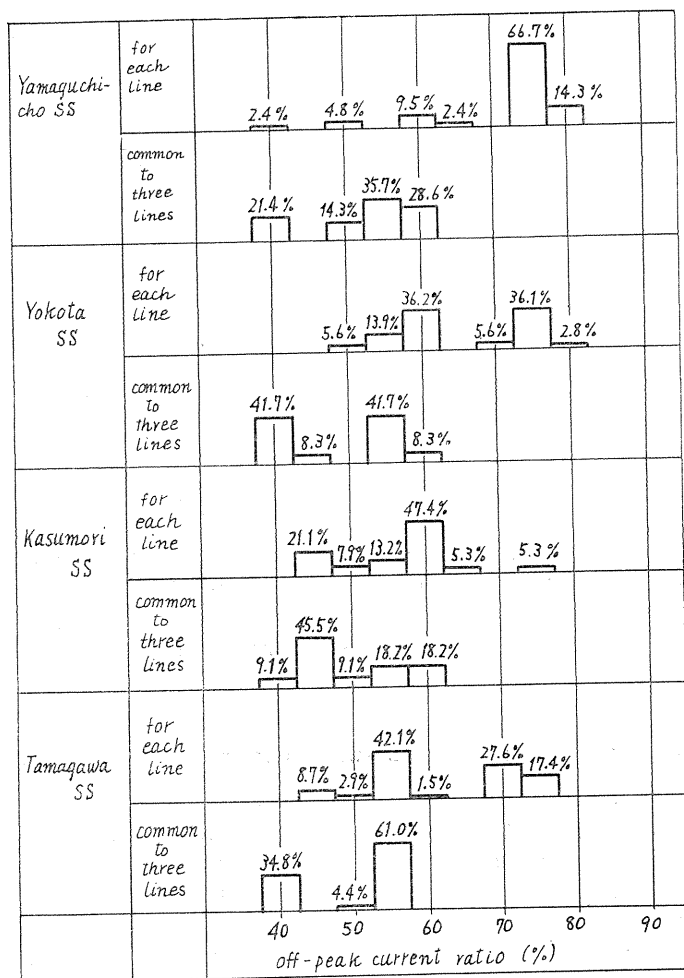 Yamaguchi-
cho SS
for
each
line
2.4% 4.8% 9.5% 2.4% 66.7% 14.3%
common
to
three
lines
21.4% 14.3% 35.7% 28.6%
Yokota
SS
for
each
line
5.6% 13.9% 36.2% 5.6% 36.1% 2.8%
common
to
three
lines
41.7% 8.3% 41.7% 8.3%
Kasumori
SS
for
each
line
21.1% 7.9% 13.2% 47.4% 5.3% 5.3%
common
to
three
lines
9.1% 45.5% 9.1% 18.2% 18.2%
Tamagawa
SS
for
each
line
8.7% 2.9% 42.1% 1.5% 27.6% 17.4%
common
to
three
lines
34.8% 4.4% 61.0%
40 50 60 70 80 90
off-peak current ratio (%)